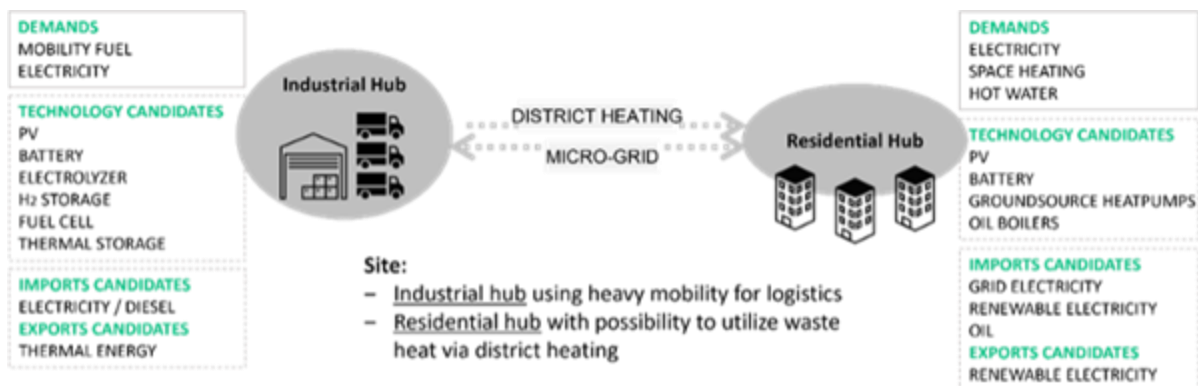 DEMANDS
MOBILITY FUEL
ELECTRICITY
TECHNOLOGY CANDIDATES
PV
BATTERY
ELECTROLYZER
H2 STORAGE
FUEL CELL
THERMAL STORAGE
IMPORTS CANDIDATES
ELECTRICITY / DIESEL
EXPORTS CANDIDATES
THERMAL ENERGY
Industrial Hub
DISTRICT HEATING
MICRO-GRID
Residential Hub
Site:
– Industrial hub using heavy mobility for logistics
– Residential hub with possibility to utilize waste
heat via district heating
DEMANDS
ELECTRICITY
SPACE HEATING
HOT WATER
TECHNOLOGY CANDIDATES
PV
BATTERY
GROUNDSOURCE HEATPUMPS
OIL BOILERS
IMPORTS CANDIDATES
GRID ELECTRICITY
RENEWABLE ELECTRICITY
OIL
EXPORTS CANDIDATES
RENEWABLE ELECTRICITY